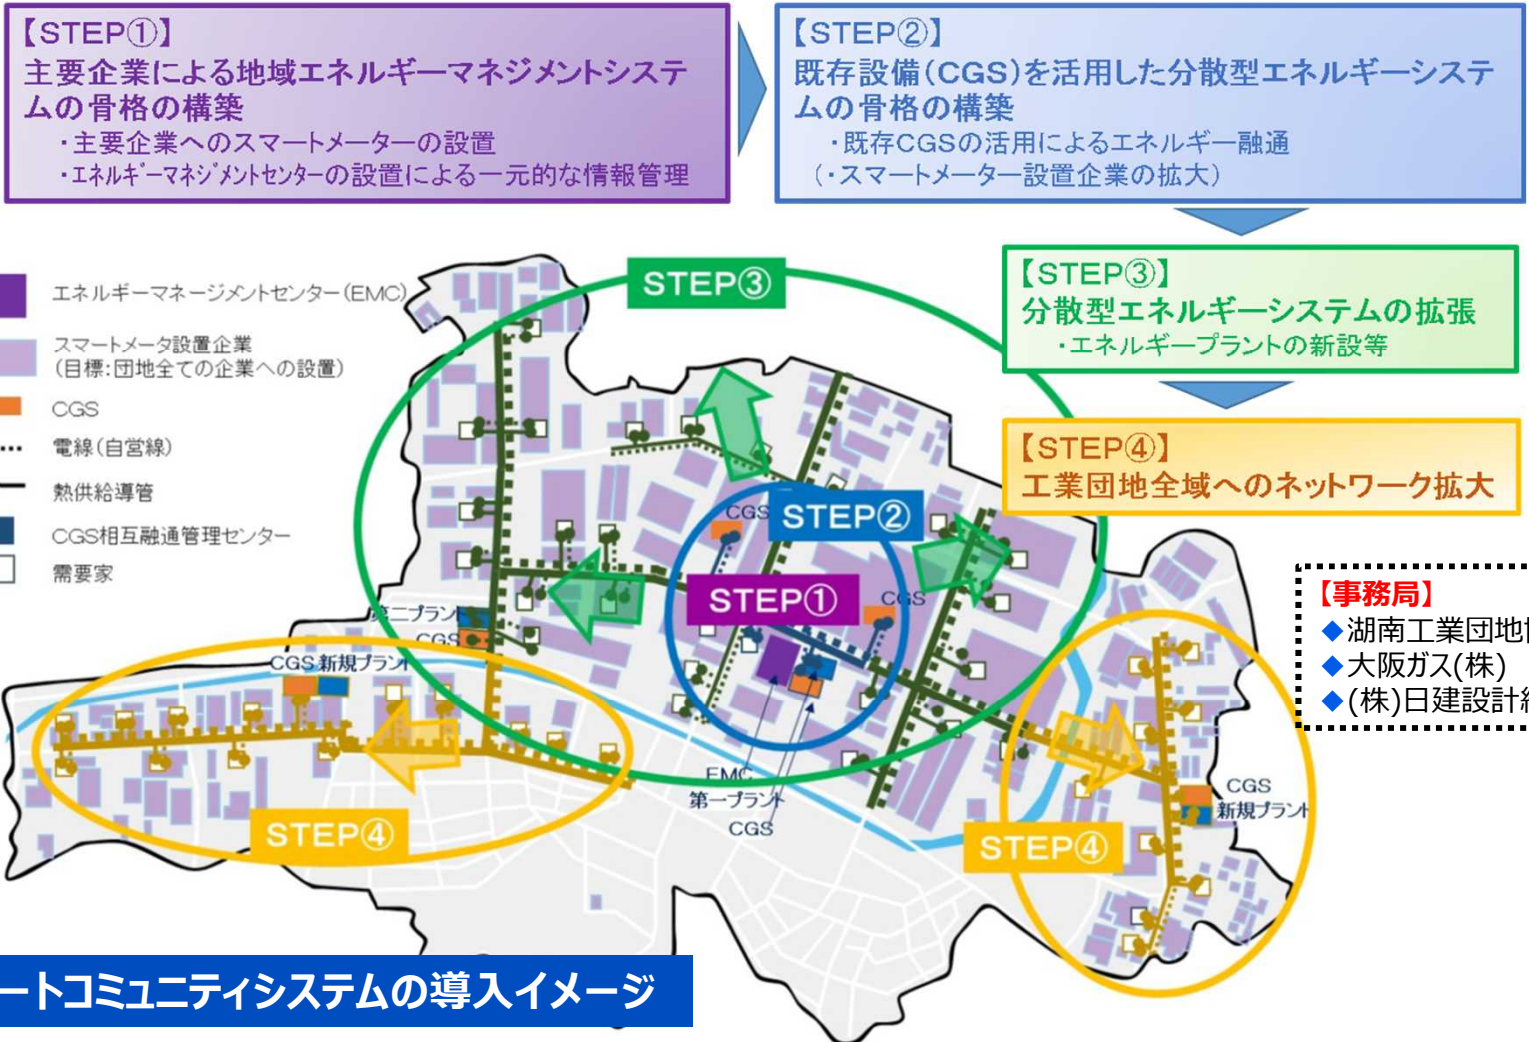 【STEP①】
主要企業による地域エネルギーマネジメントシステ
ムの骨格の構築
・主要企業へのスマートメーターの設置
・エネルギーマネジメントセンターの設置による一元的な情報管理
【STEP②】
既存設備(CGS)を活用した分散型エネルギーシステ
ムの骨格の構築
・既存CGSの活用によるエネルギー融通
(・スマートメーター設置企業の拡大)
【STEP③】
分散型エネルギーシステムの拡張
・エネルギープラントの新設等
【STEP④】
工業団地全域へのネットワーク拡大
エネルギーマネージメントセンター(EMC)
スマートメータ設置企業
(目標:団地全ての企業への設置)
CGS
電線(自営線)
熱供給導管
CGS相互融通管理センター
需要家
STEP③
CGS
STEP②
STEP①
CGS
第二プラント
CGS
CGS 新規プラント
EMC
第一プラント
CGS
STEP④
STEP④
CGS
新規プラント
【事務局】
◆湖南工業団地
◆大阪ガス(株)
◆(株)日建設計
ートコミュニティシステムの導入イメージ